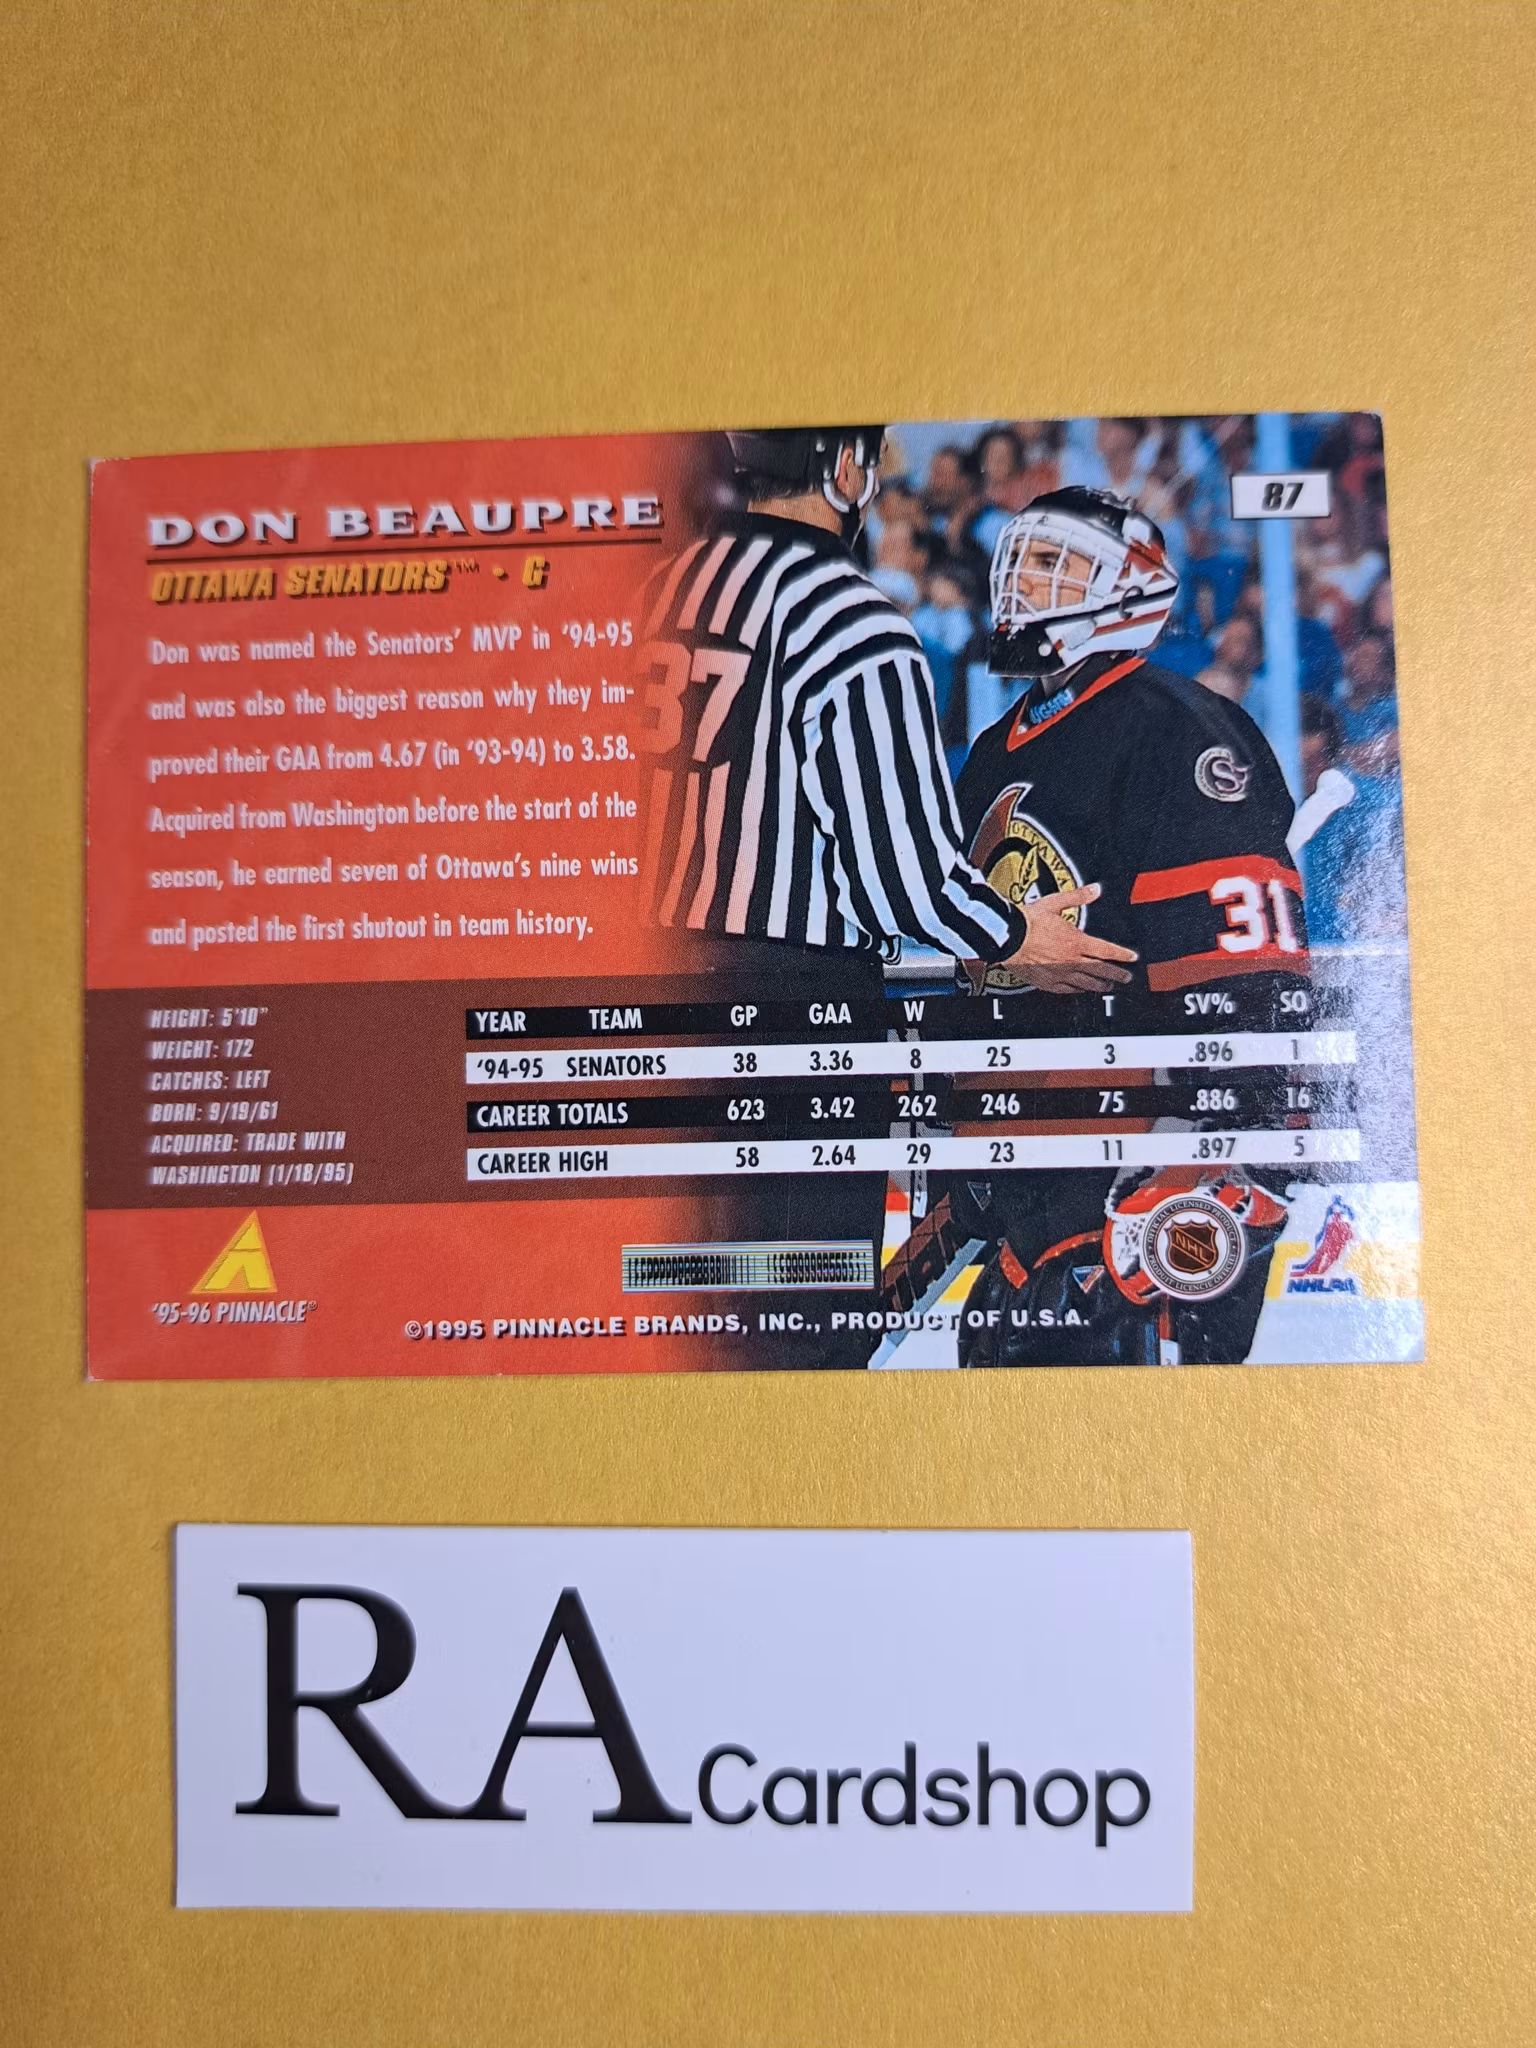 87
DON BEAUPRE
OTTAWA SENATORS™ · G
Don was named the Senators' MVP in '94-95
and was also the biggest reason why they im-
proved their GAA from 4.67 (in '93-94) to 3.58.
Acquired from Washington before the start of the
season, he earned seven of Ottawa's nine wins
and posted the first shutout in team history.
37
31
HEIGHT: 5'10"
WEIGHT: 172
CATCHES: LEFT
BORN: 9/19/61
ACQUIRED: TRADE WITH
WASHINGTON (1/18/95)
YEAR TEAM GP GAA W L T SV% SO
'94-95 SENATORS 38 3.36 8 25 3 .896 1
CAREER TOTALS 623 3.42 262 246 75 .886 16
CAREER HIGH 58 2.64 29 23 11 .897 5
NHL
NHLPA
'95-96 PINNACLE®
©1995 PINNACLE BRANDS, INC., PRODUCT OF U.S.A.
RA Cardshop